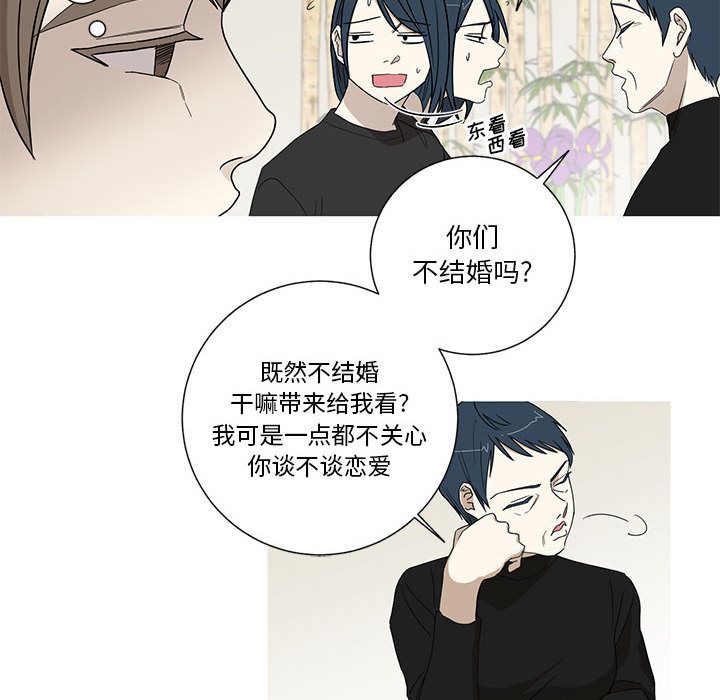 东看
西看
你们
不结婚吗?
既然不结婚
干嘛带来给我看?
我可是一点都不关心
你谈不谈恋爱